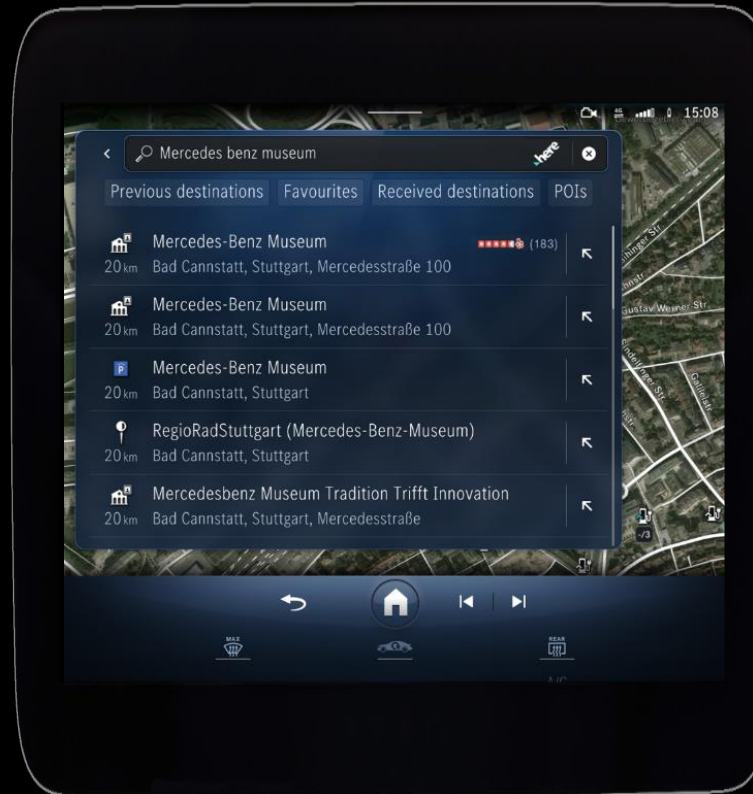 4G
15:08
Mercedes benz museum
here
Previous destinations Favourites Received destinations POIs
Mercedes-Benz Museum (183)
20 km Bad Cannstatt, Stuttgart, Mercedesstraße 100
Mercedes-Benz Museum
20 km Bad Cannstatt, Stuttgart, Mercedesstraße 100
P Mercedes-Benz Museum
20 km Bad Cannstatt, Stuttgart
RegioRadStuttgart (Mercedes-Benz-Museum)
20 km Bad Cannstatt, Stuttgart
Mercedesbenz Museum Tradition Trifft Innovation
20 km Bad Cannstatt, Stuttgart, Mercedesstraße
Gustav-Werner-Str.
-/3
MAX
REAR
A/C